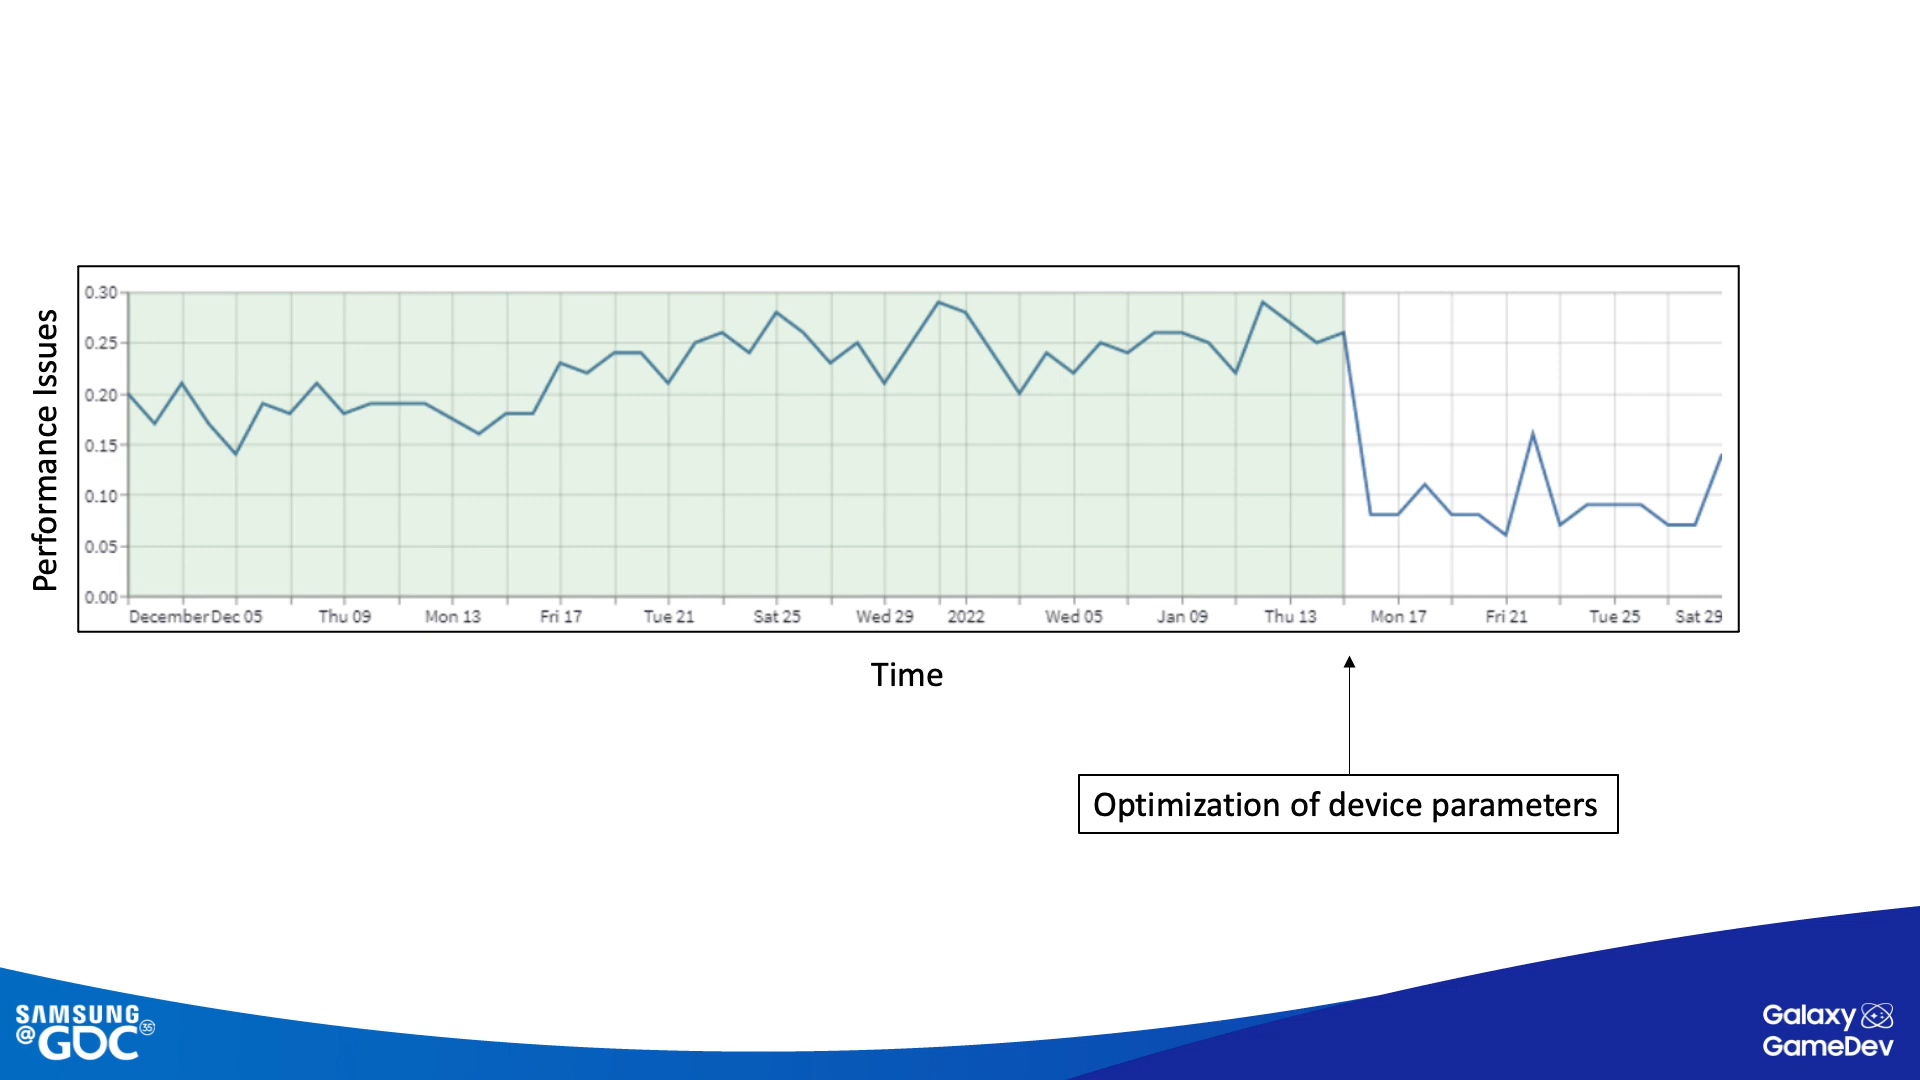 Performance Issues
0.30
0.25
0.20
0.15
0.10
0.05
0.00
December Dec 05 Thu 09 Mon 13 Fri 17 Tue 21 Sat 25 Wed 29 2022 Wed 05 Jan 09 Thu 13 Mon 17 Fri 21 Tue 25 Sat 29
Time
Optimization of device parameters
SAMSUNG
@GDC 35
Galaxy
GameDev